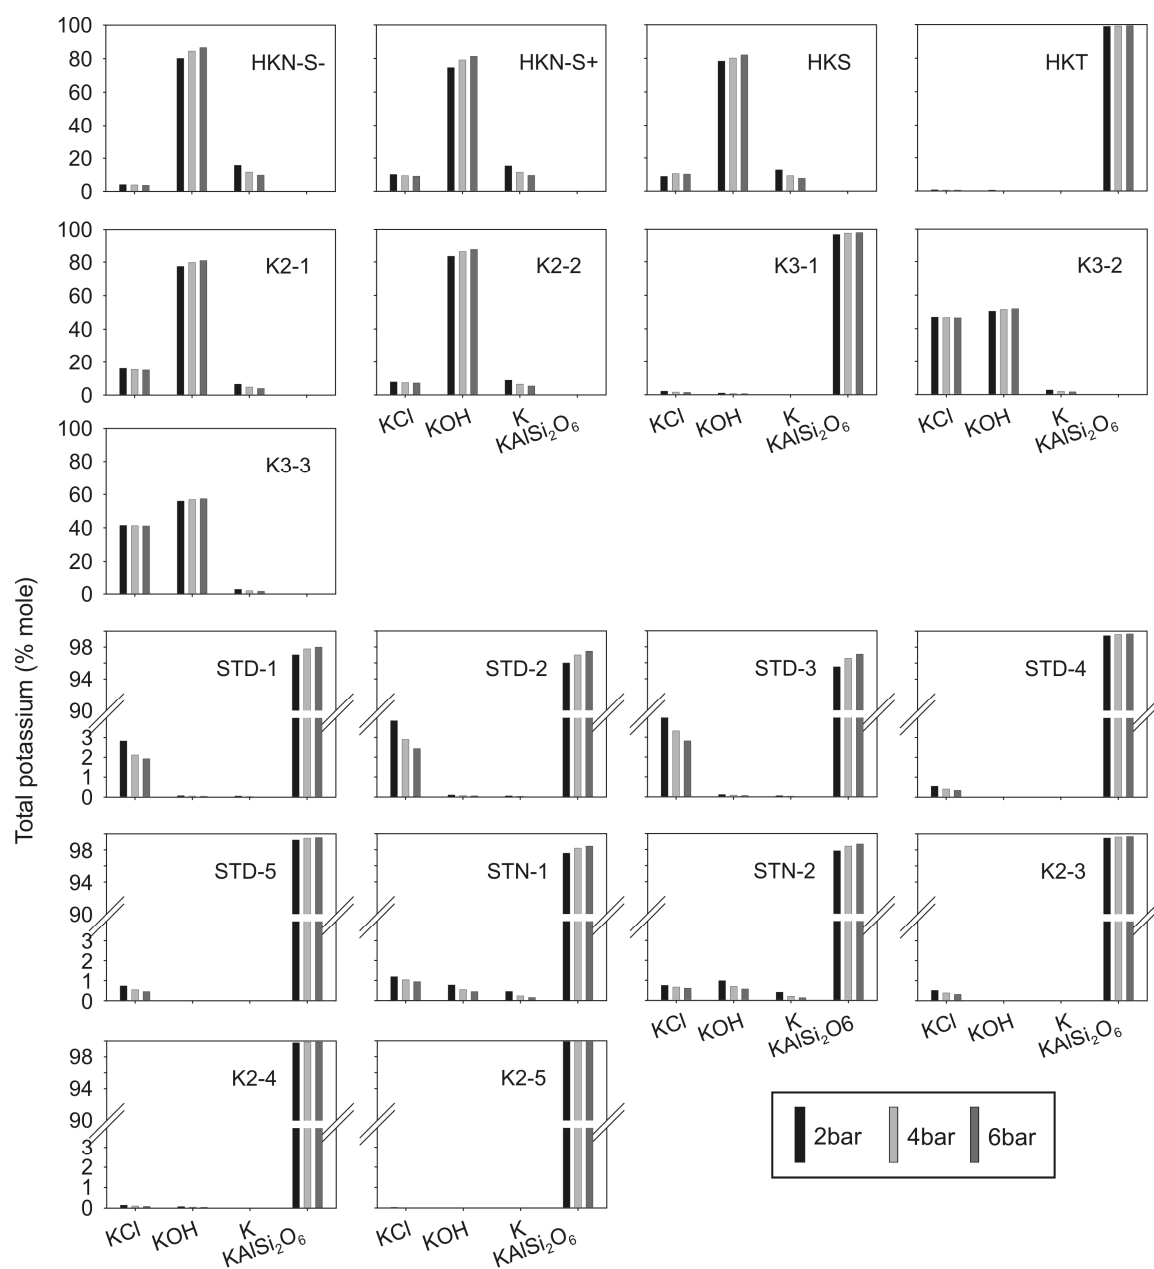 Total potassium (% mole)
100
80
60
40
20
0
HKN-S-
HKN-S+
HKS
HKT
100
80
60
40
20
0
K2-1
K2-2
K3-1
K3-2
KCl
KOH
K
KAlSi₂O₆
KCl
KOH
K
KAlSi₂O₆
KCl
KOH
K
KAlSi₂O₆
100
80
60
40
20
0
K3-3
98
94
90
3
2
1
0
STD-1
STD-2
STD-3
STD-4
98
94
90
3
2
1
0
STD-5
STN-1
STN-2
K2-3
KCl
KOH
K
KAlSi₂O6
KCl
KOH
K
KAlSi₂O₆
98
94
90
3
2
1
0
K2-4
K2-5
KCl
KOH
K
KAlSi₂O₆
KCl
KOH
K
KAlSi₂O₆
2bar
4bar
6bar